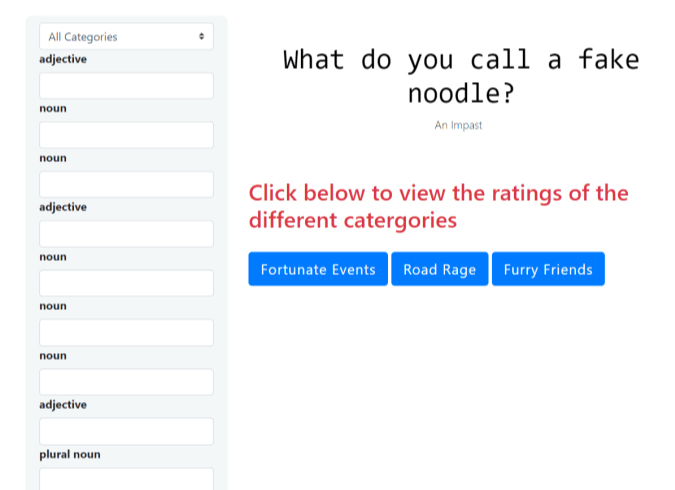 All Categories
adjective
noun
noun
adjective
noun
noun
noun
adjective
plural noun
What do you call a fake
noodle?
An Impast
Click below to view the ratings of the
different catergories
Fortunate Events
Road Rage
Furry Friends